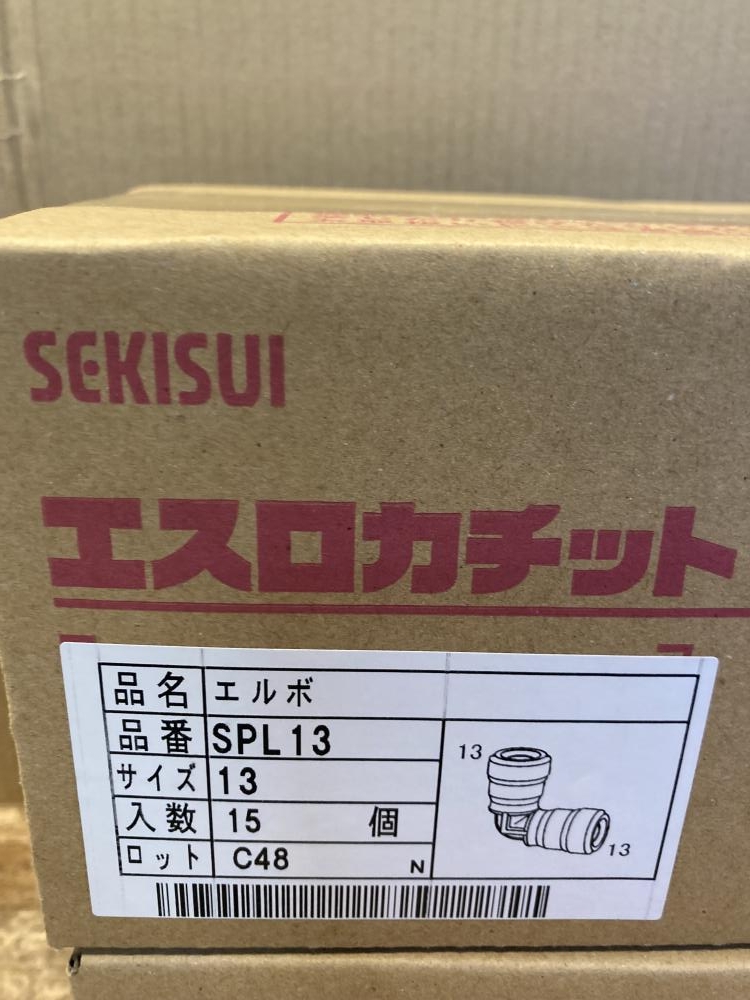 SEKISUI
エスロカチット
品名 エルボ
品番 SPL13
サイズ 13
入数 15 個
ロット C48 N
13
13